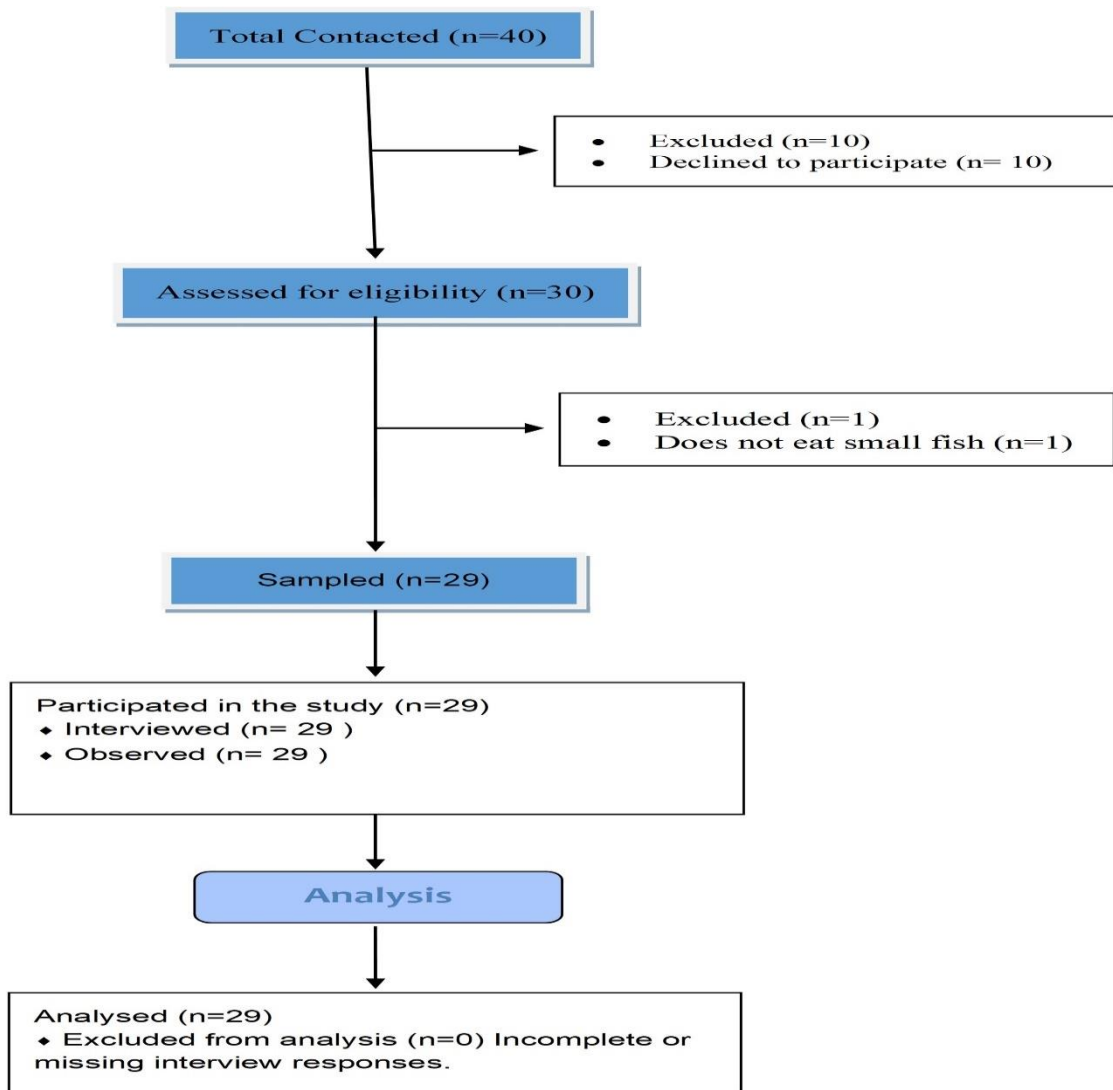 Total Contacted (n=40)
• Excluded (n=10)
• Declined to participate (n= 10)
Assessed for eligibility (n=30)
• Excluded (n=1)
• Does not eat small fish (n=1)
Sampled (n=29)
Participated in the study (n=29)
◆ Interviewed (n= 29 )
◆ Observed (n= 29 )
Analysis
Analysed (n=29)
◆ Excluded from analysis (n=0) Incomplete or
missing interview responses.